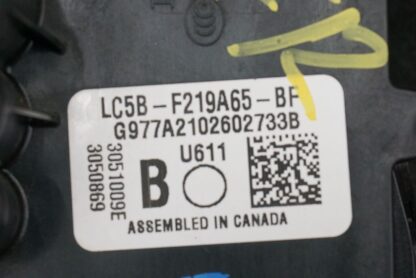 LC5B-F219A65-BF
G977A2102602733B
U611
B
3051009E
3050869
ASSEMBLED IN CANADA